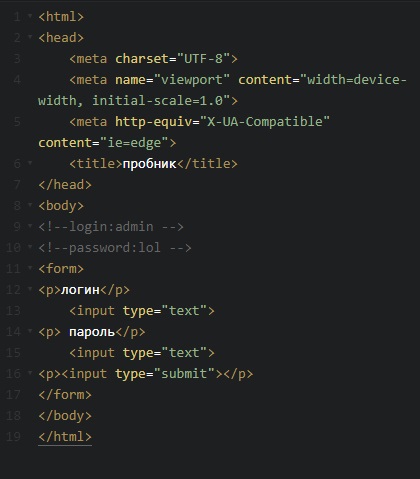 1 <html>
2 <head>
3 <meta charset="UTF-8">
4 <meta name="viewport" content="width=device-
width, initial-scale=1.0">
5 <meta http-equiv="X-UA-Compatible"
content="ie=edge">
6 <title>пробник</title>
7 </head>
8 <body>
9 <!--login:admin -->
10 <!--password:lol -->
11 <form>
12 <p>логин</p>
13 <input type="text">
14 <p> пароль</p>
15 <input type="text">
16 <p><input type="submit"></p>
17 </form>
18 </body>
19 </html>